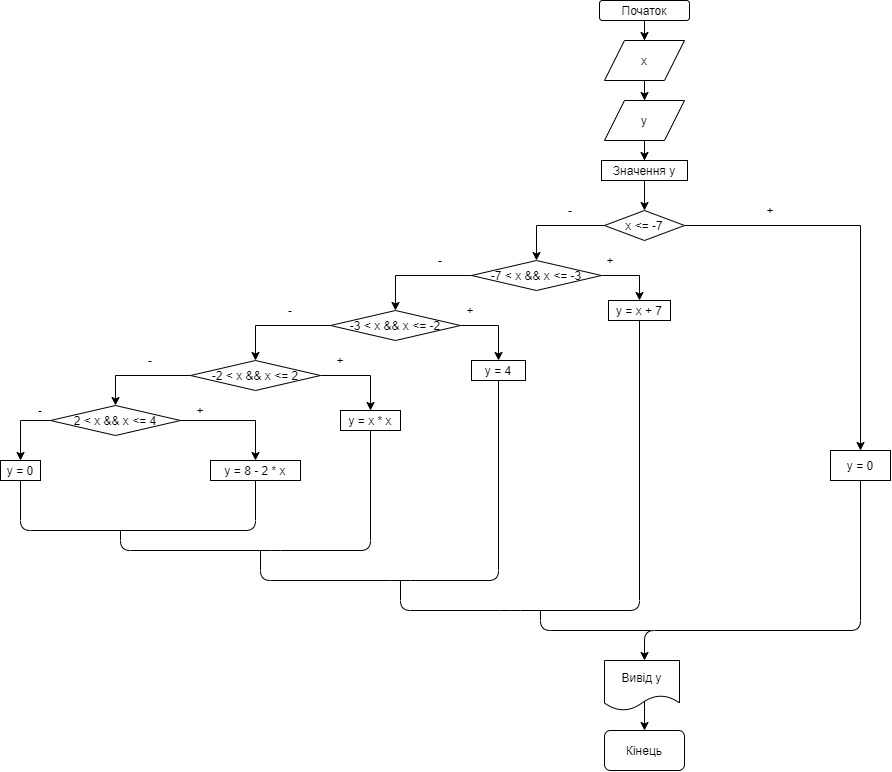 Початок
x
y
Значення y
-
+
x <= -7
-
+
-7 < x && x <= -3
-
+
y = x + 7
-3 < x && x <= -2
-
+
y = 4
-2 < x && x <= 2
-
+
y = x * x
2 < x && x <= 4
y = 0
y = 8 - 2 * x
y = 0
Вивід y
Кінець